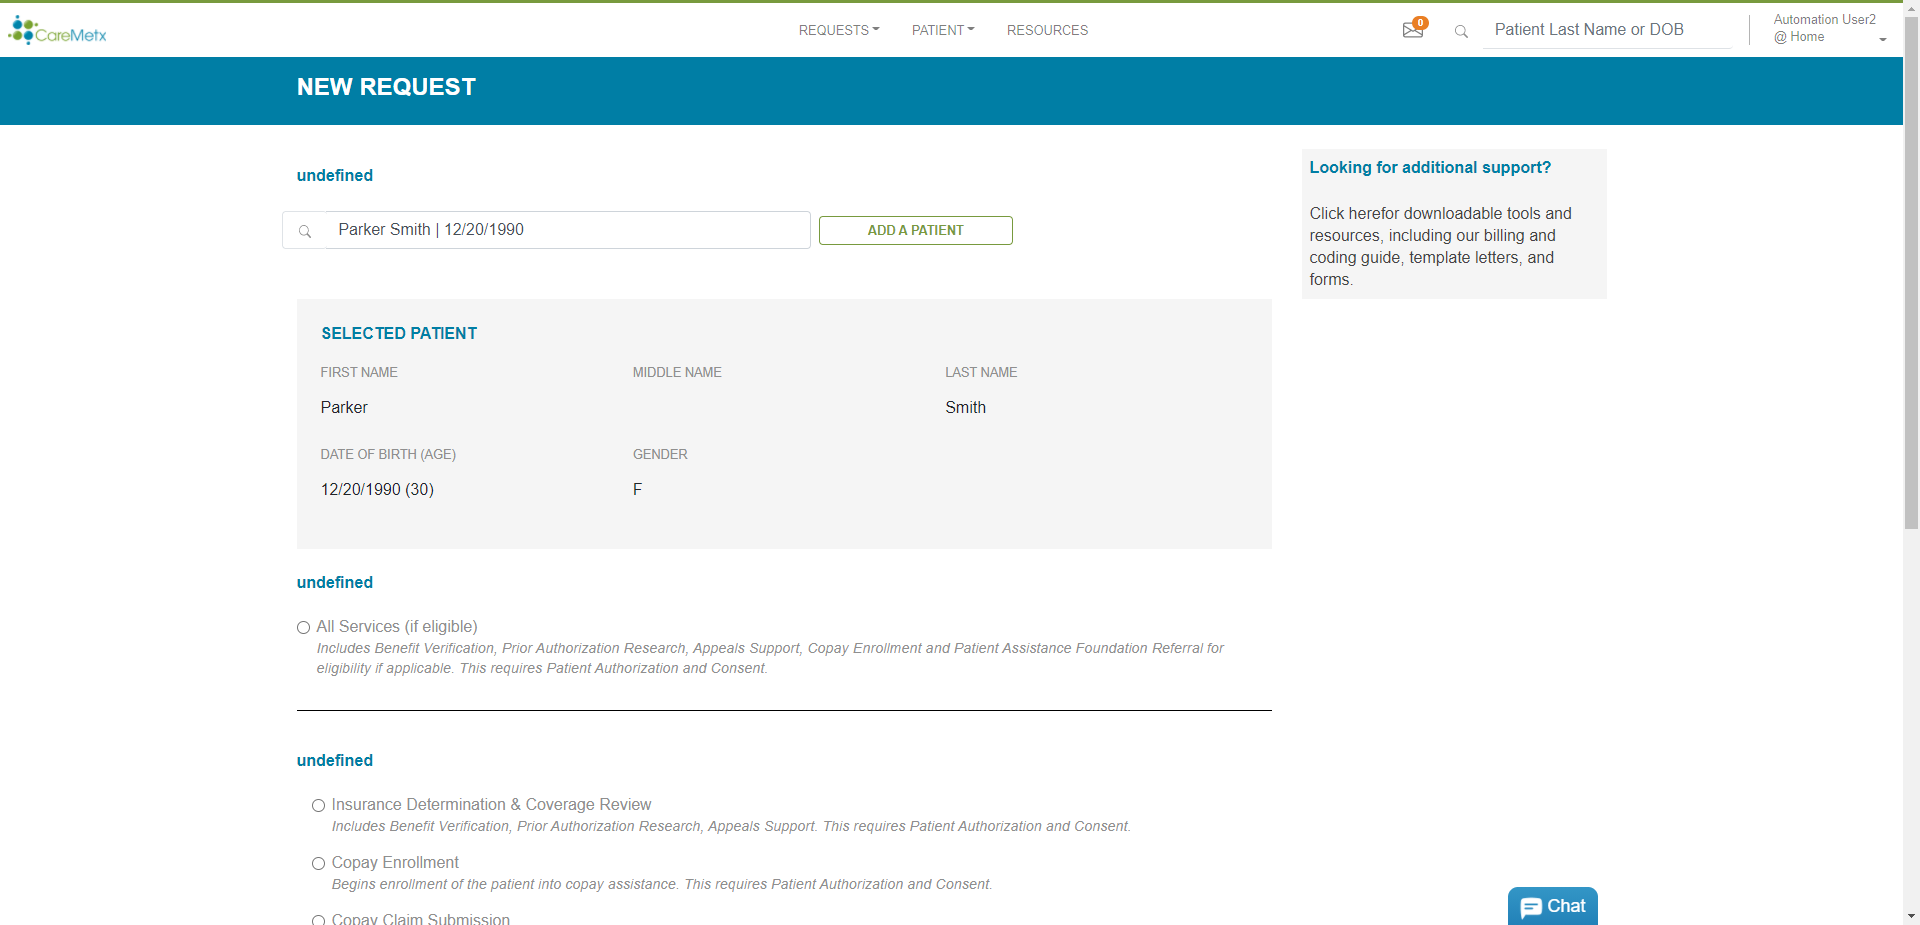 CareMetx
REQUESTS
PATIENT
RESOURCES
0
Patient Last Name or DOB
Automation User2
@ Home
NEW REQUEST
undefined
Parker Smith | 12/20/1990
ADD A PATIENT
Looking for additional support?
Click herefor downloadable tools and
resources, including our billing and
coding guide, template letters, and
forms.
SELECTED PATIENT
FIRST NAME
MIDDLE NAME
LAST NAME
Parker
Smith
DATE OF BIRTH (AGE)
GENDER
12/20/1990 (30)
F
undefined
All Services (if eligible)
Includes Benefit Verification, Prior Authorization Research, Appeals Support, Copay Enrollment and Patient Assistance Foundation Referral for
eligibility if applicable. This requires Patient Authorization and Consent.
undefined
Insurance Determination & Coverage Review
Includes Benefit Verification, Prior Authorization Research, Appeals Support. This requires Patient Authorization and Consent.
Copay Enrollment
Begins enrollment of the patient into copay assistance. This requires Patient Authorization and Consent.
Copay Claim Submission
Chat